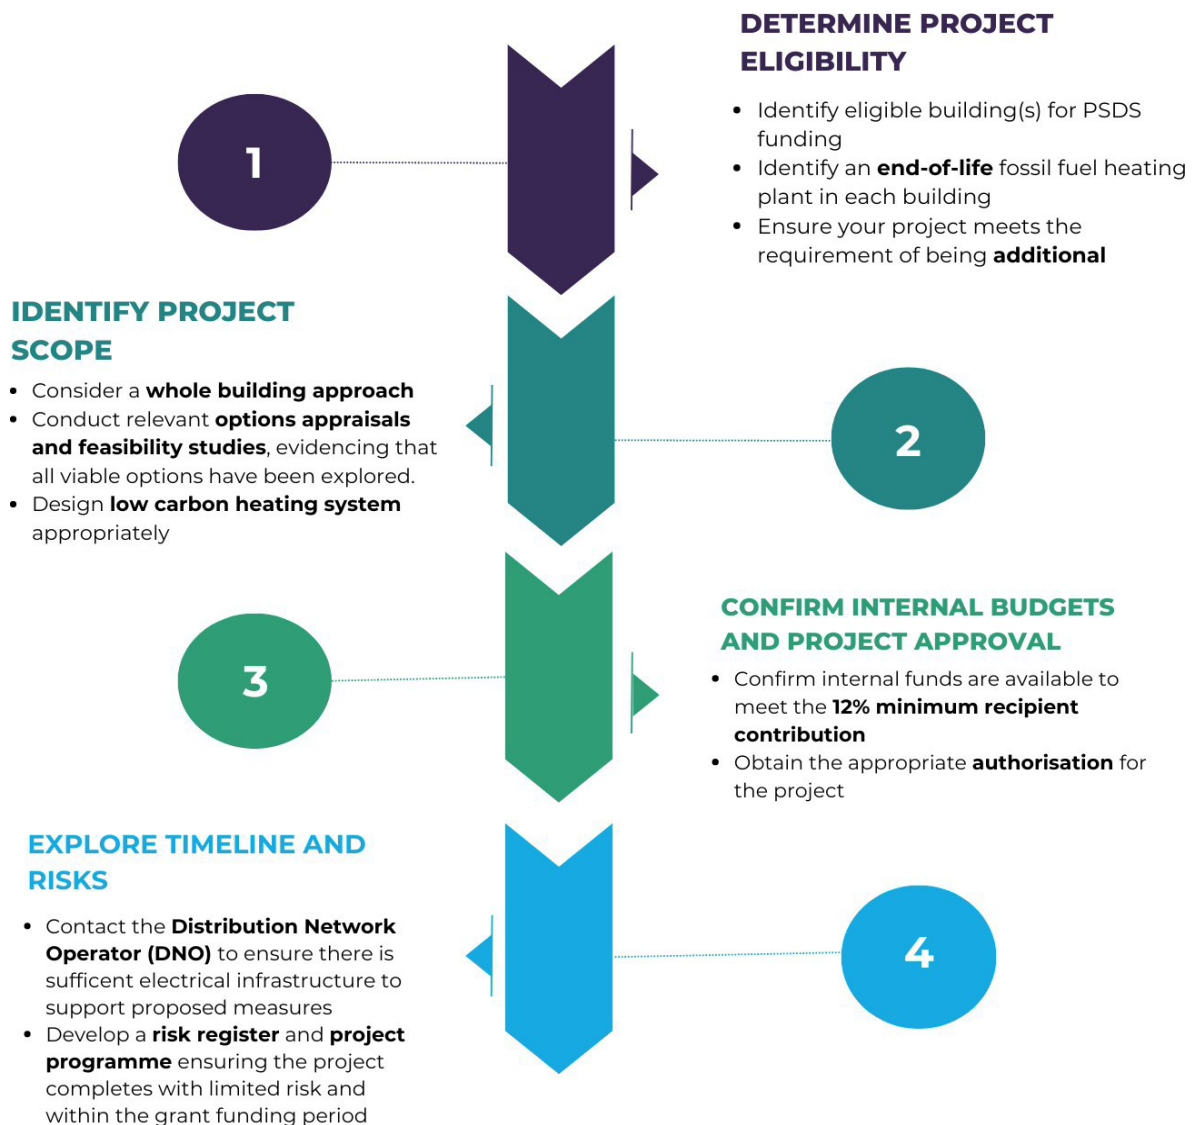 1
DETERMINE PROJECT
ELIGIBILITY
• Identify eligible building(s) for PSDS
funding
• Identify an end-of-life fossil fuel heating
plant in each building
• Ensure your project meets the
requirement of being additional
IDENTIFY PROJECT
SCOPE
• Consider a whole building approach
• Conduct relevant options appraisals
and feasibility studies, evidencing that
all viable options have been explored.
• Design low carbon heating system
appropriately
2
3
CONFIRM INTERNAL BUDGETS
AND PROJECT APPROVAL
• Confirm internal funds are available to
meet the 12% minimum recipient
contribution
• Obtain the appropriate authorisation for
the project
EXPLORE TIMELINE AND
RISKS
• Contact the Distribution Network
Operator (DNO) to ensure there is
sufficent electrical infrastructure to
support proposed measures
• Develop a risk register and project
programme ensuring the project
completes with limited risk and
within the grant funding period
4